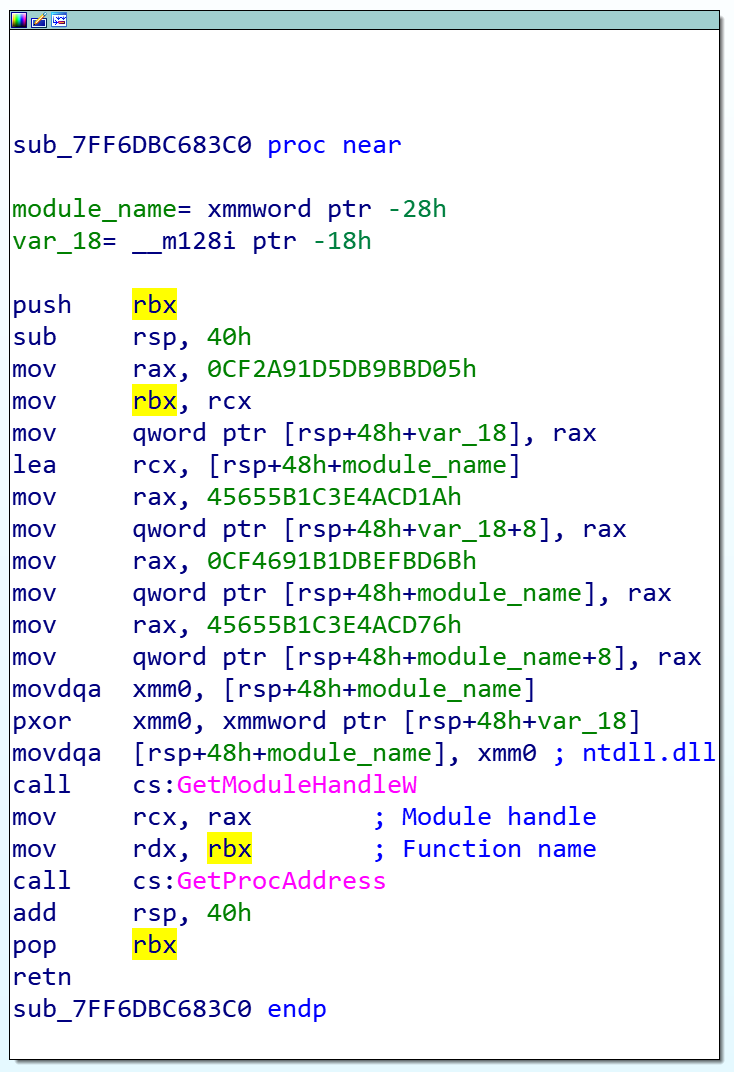 sub_7FF6DBC683C0 proc near
module_name= xmmword ptr -28h
var_18= __m128i ptr -18h
push rbx
sub rsp, 40h
mov rax, 0CF2A91D5DB9BBD05h
mov rbx, rcx
mov qword ptr [rsp+48h+var_18], rax
lea rcx, [rsp+48h+module_name]
mov rax, 45655B1C3E4ACD1Ah
mov qword ptr [rsp+48h+var_18+8], rax
mov rax, 0CF4691B1DBEFBD6Bh
mov qword ptr [rsp+48h+module_name], rax
mov rax, 45655B1C3E4ACD76h
mov qword ptr [rsp+48h+module_name+8], rax
movdqa xmm0, [rsp+48h+module_name]
pxor xmm0, xmmword ptr [rsp+48h+var_18]
movdqa [rsp+48h+module_name], xmm0 ; ntdll.dll
call cs:GetModuleHandleW
mov rcx, rax ; Module handle
mov rdx, rbx ; Function name
call cs:GetProcAddress
add rsp, 40h
pop rbx
retn
sub_7FF6DBC683C0 endp